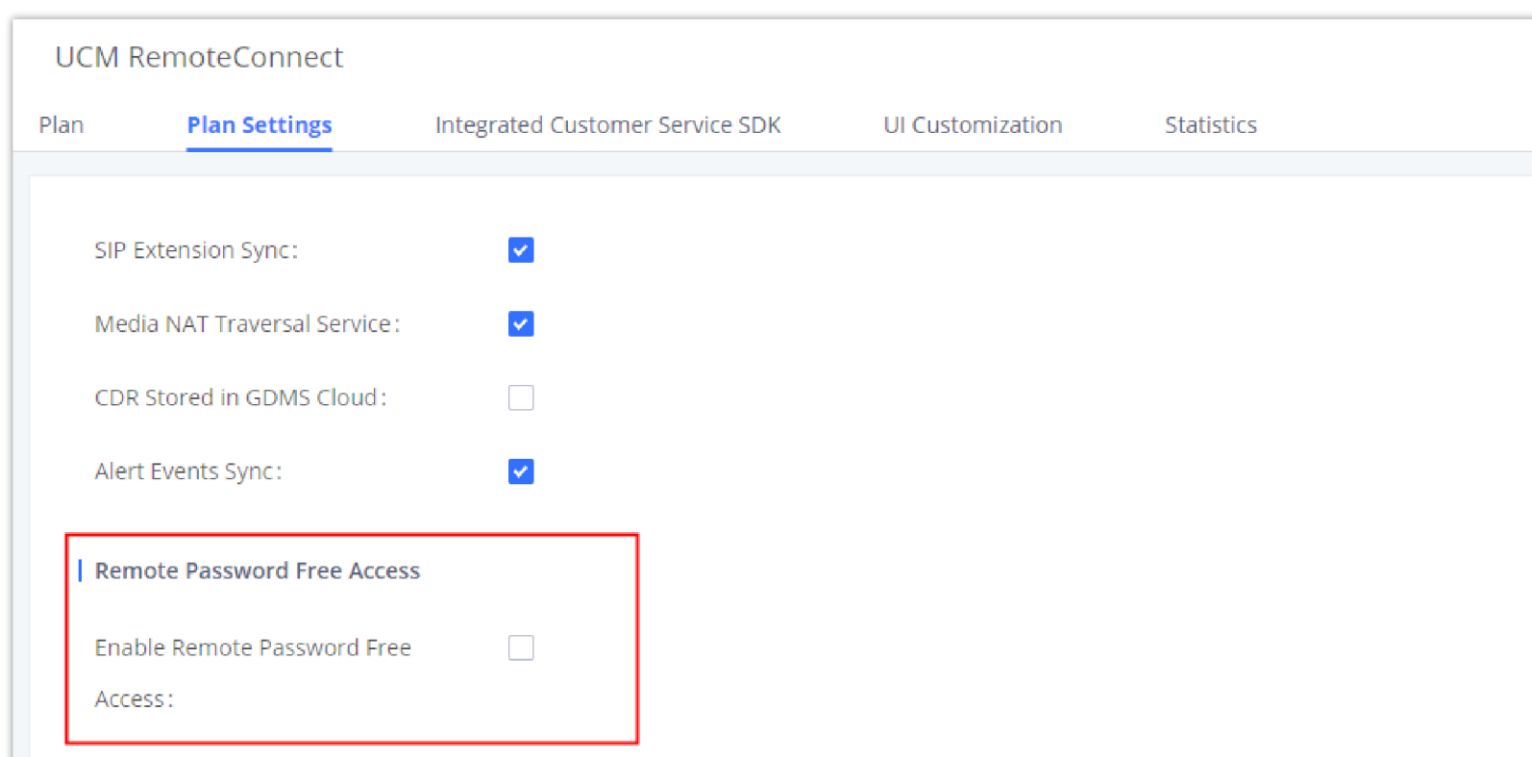 UCM RemoteConnect
Plan Plan Settings Integrated Customer Service SDK UI Customization Statistics
SIP Extension Sync:
Media NAT Traversal Service:
CDR Stored in GDMS Cloud:
Alert Events Sync:
Remote Password Free Access
Enable Remote Password Free
Access: